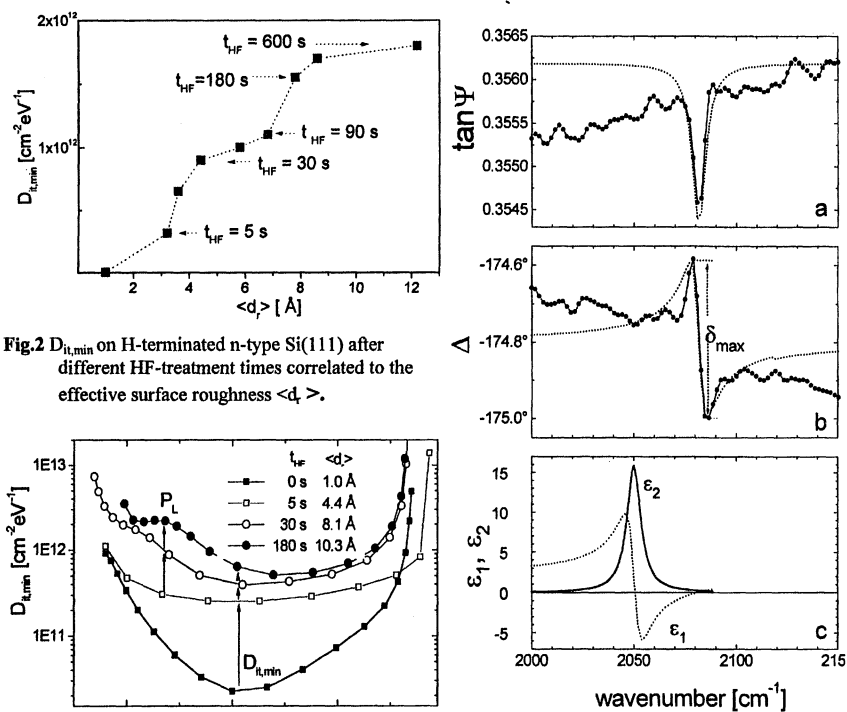 2x10¹²
1x10¹²
0
D_it,min [cm⁻²eV⁻¹]
t_HF = 600 s
t_HF =180 s
t_HF = 90 s
t_HF = 30 s
t_HF = 5 s
2 4 6 8 10 12
<d_r> [ Å]
Fig.2 D_it,min on H-terminated n-type Si(111) after
different HF-treatment times correlated to the
effective surface roughness <d_r >.
1E13
1E12
1E11
D_it,min [cm⁻²eV⁻¹]
t_HF <d_r>
0 s 1.0 Å
5 s 4.4 Å
30 s 8.1 Å
180 s 10.3 Å
P_L
D_it,min
0.3565
0.3560
0.3555
0.3550
0.3545
tanΨ
a
-174.6°
-174.8°
-175.0°
Δ
δ_max
b
15
10
5
0
-5
ε₁, ε₂
ε₂
ε₁
c
2000 2050 2100 215
wavenumber [cm⁻¹]